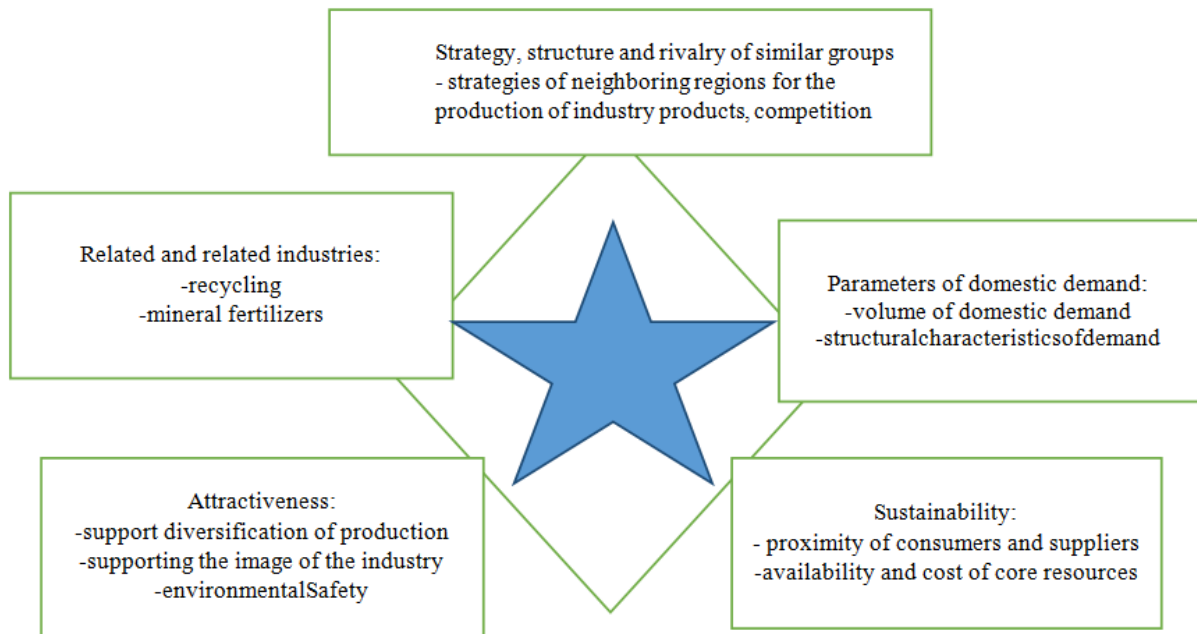 Strategy, structure and rivalry of similar groups
- strategies of neighboring regions for the
production of industry products, competition
Related and related industries:
-recycling
-mineral fertilizers
Parameters of domestic demand:
-volume of domestic demand
-structuralcharacteristicsofdemand
Attractiveness:
-support diversification of production
-supporting the image of the industry
-environmentalSafety
Sustainability:
- proximity of consumers and suppliers
-availability and cost of core resources